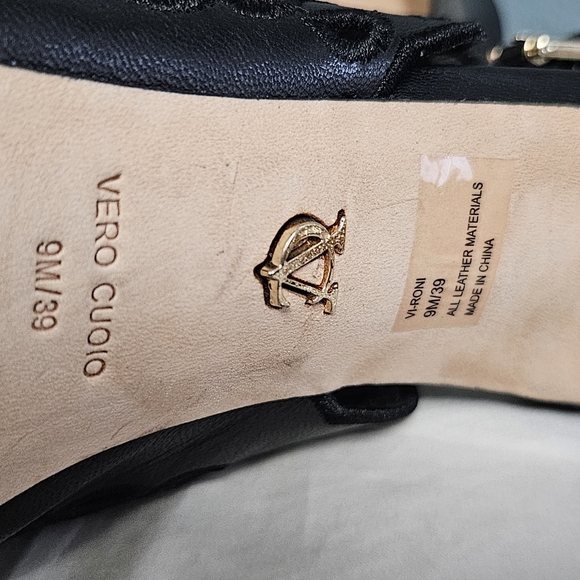 VERO CUOIO
9M/39
VI-RONI
9M/39
ALL LEATHER MATERIALS
MADE IN CHINA